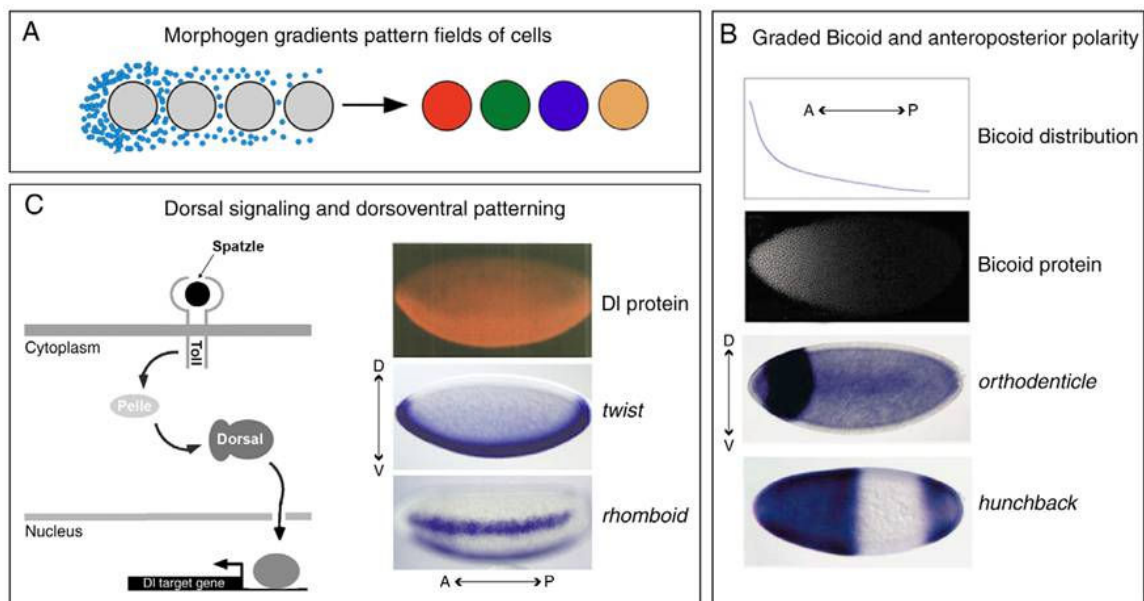 A
Morphogen gradients pattern fields of cells
B
Graded Bicoid and anteroposterior polarity
A P
Bicoid distribution
Bicoid protein
D
V
orthodenticle
hunchback
C
Dorsal signaling and dorsoventral patterning
Spatzle
Cytoplasm
Toll
Pelle
Dorsal
Nucleus
Dl target gene
Dl protein
D
V
twist
rhomboid
A P